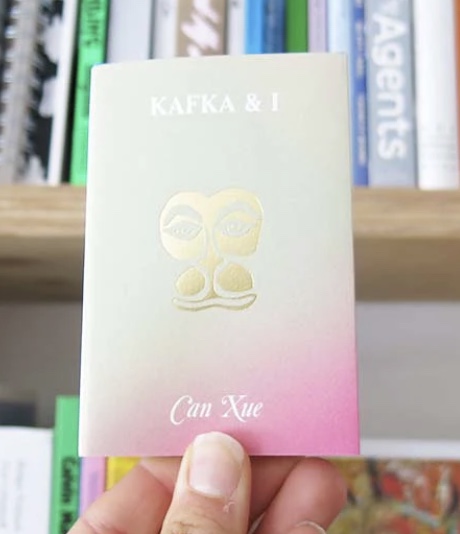 Agents
KAFKA & I
Can Xue